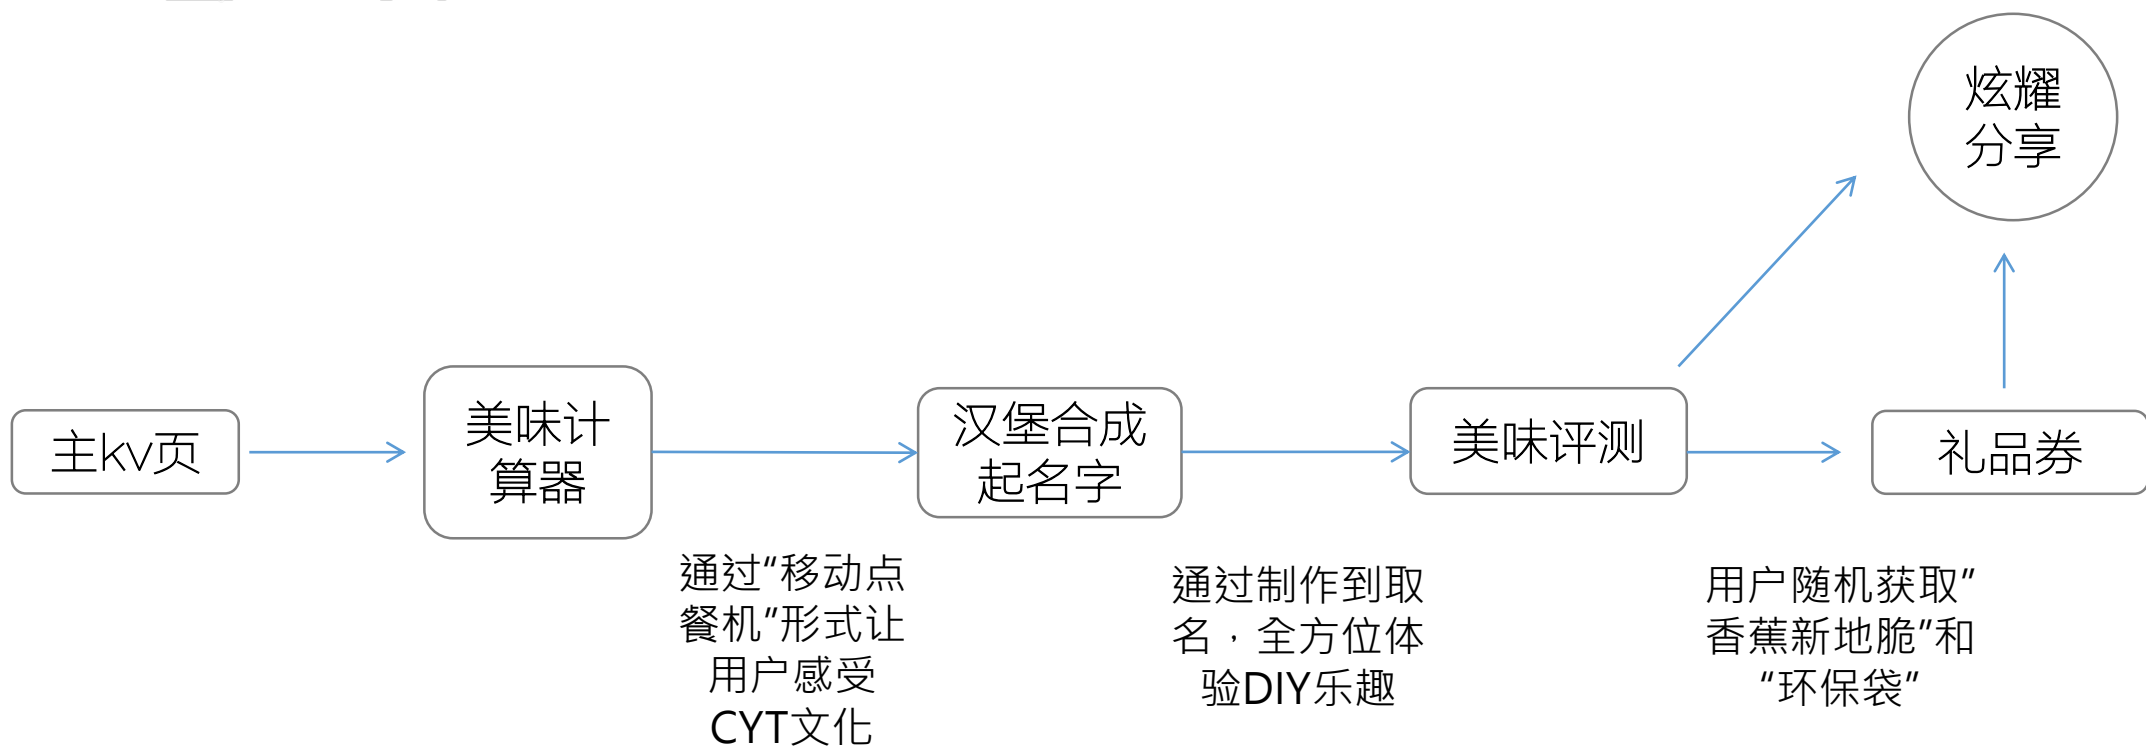 炫耀
分享
主kv页
美味计
算器
汉堡合成
起名字
美味评测
礼品券
通过"移动点
餐机"形式让
用户感受
CYT文化
通过制作到取
名，全方位体
验DIY乐趣
用户随机获取"
香蕉新地脆"和
"环保袋"